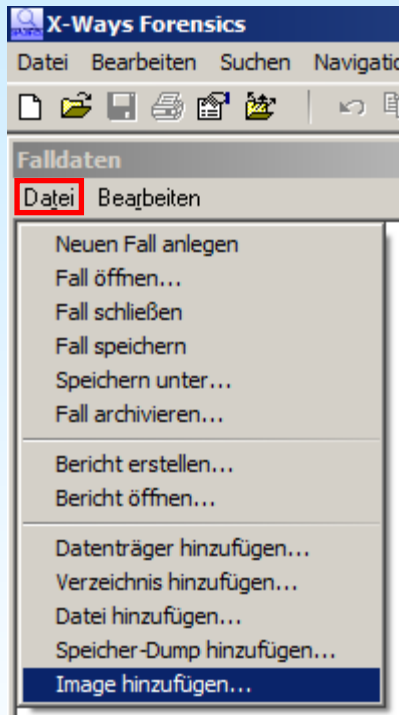 X-Ways Forensics
Datei Bearbeiten Suchen
Falldaten
Datei Bearbeiten
Neuen Fall anlegen
Fall öffnen...
Fall schließen
Fall speichern
Speichern unter...
Fall archivieren...
Bericht erstellen...
Bericht öffnen...
Datenträger hinzufügen...
Verzeichnis hinzufügen...
Datei hinzufügen...
Speicher-Dump hinzufügen...
Image hinzufügen...